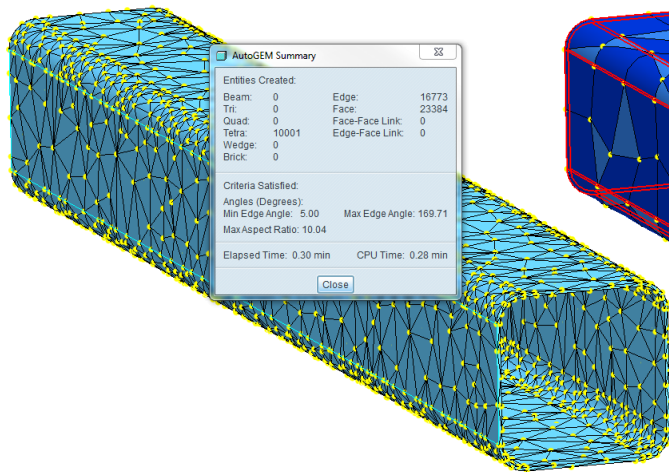 AutoGEM Summary
Entities Created:
Beam: 0 Edge: 16773
Tri: 0 Face: 23384
Quad: 0 Face-Face Link: 0
Tetra: 10001 Edge-Face Link: 0
Wedge: 0
Brick: 0
Criteria Satisfied:
Angles (Degrees):
Min Edge Angle: 5.00 Max Edge Angle: 169.71
Max Aspect Ratio: 10.04
Elapsed Time: 0.30 min CPU Time: 0.28 min
Close